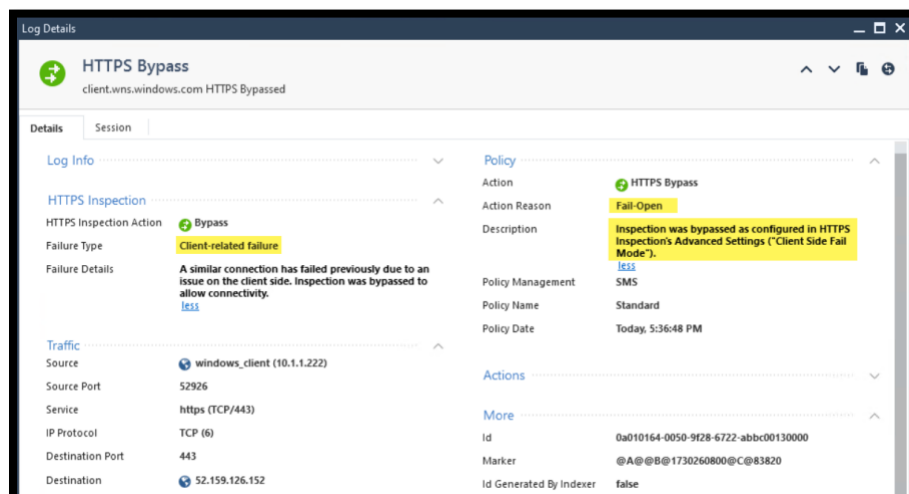 Log Details
HTTPS Bypass
client.wns.windows.com HTTPS Bypassed
Details Session
Log Info
HTTPS Inspection
HTTPS Inspection Action Bypass
Failure Type Client-related failure
Failure Details A similar connection has failed previously due to an
issue on the client side. Inspection was bypassed to
allow connectivity.
less
Traffic
Source windows_client (10.1.1.222)
Source Port 52926
Service https (TCP/443)
IP Protocol TCP (6)
Destination Port 443
Destination 52.159.126.152
Policy
Action HTTPS Bypass
Action Reason Fail-Open
Description Inspection was bypassed as configured in HTTPS
Inspection's Advanced Settings ("Client Side Fail
Mode").
less
Policy Management SMS
Policy Name Standard
Policy Date Today, 5:36:48 PM
Actions
More
Id 0a010164-0050-9f28-6722-abbc00130000
Marker @A@@B@1730260800@C@83820
Id Generated By Indexer false